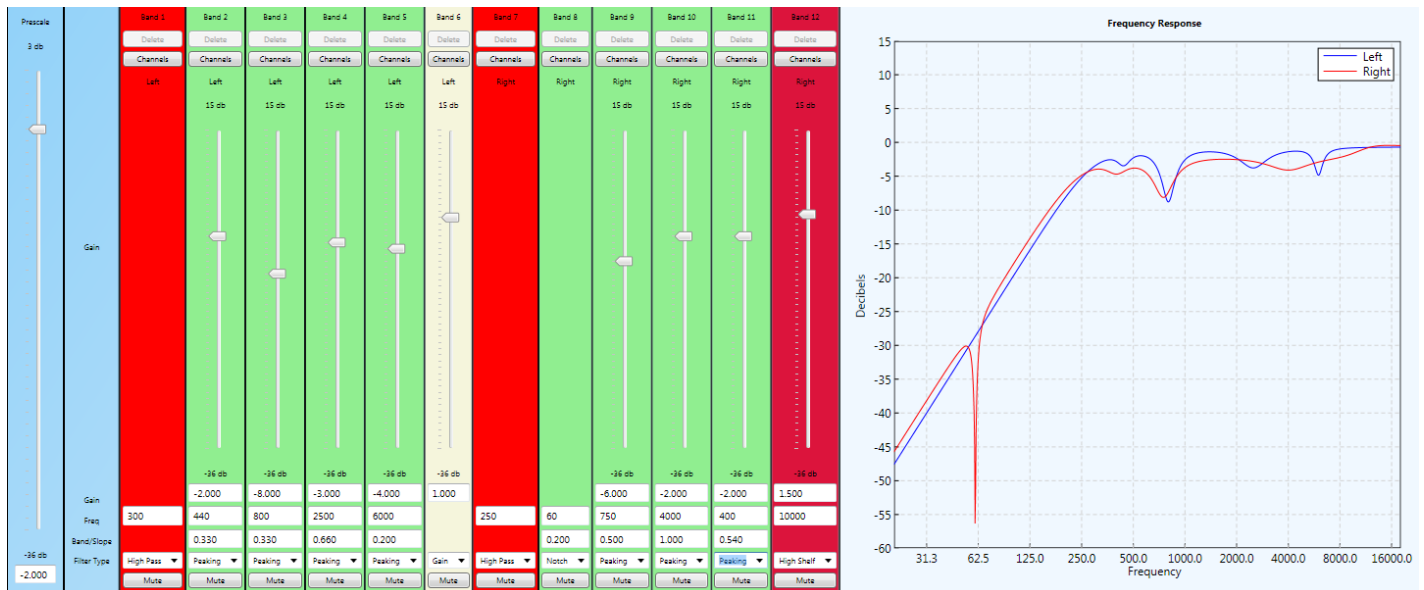 Prescale Band 1 Band 2 Band 3 Band 4 Band 5 Band 6 Band 7 Band 8 Band 9 Band 10 Band 11 Band 12
Delete Delete Delete Delete Delete Delete Delete Delete Delete Delete Delete Delete
3 db
Channels Channels Channels Channels Channels Channels Channels Channels Channels Channels Channels Channels
Left Left Left Left Left Left Right Right Right Right Right Right
15 db 15 db 15 db 15 db 15 db 15 db 15 db 15 db 15 db
Gain
-36 db -36 db -36 db -36 db -36 db -36 db -36 db -36 db -36 db
Gain -2.000 -8.000 -3.000 -4.000 1.000 -6.000 -2.000 -2.000 1.500
Freq 300 440 800 2500 6000 250 60 750 4000 400 10000
Band/Slope 0.330 0.330 0.660 0.200 0.200 0.500 1.000 0.540
-36 db
Filter Type High Pass Peaking Peaking Peaking Peaking Gain High Pass Notch Peaking Peaking Peaking High Shelf
-2.000
Mute Mute Mute Mute Mute Mute Mute Mute Mute Mute Mute Mute
Frequency Response
Left
Right
Decibels
15
10
5
0
-5
-10
-15
-20
-25
-30
-35
-40
-45
-50
-55
-60
31.3 62.5 125.0 250.0 500.0 1000.0 2000.0 4000.0 8000.0 16000.0
Frequency